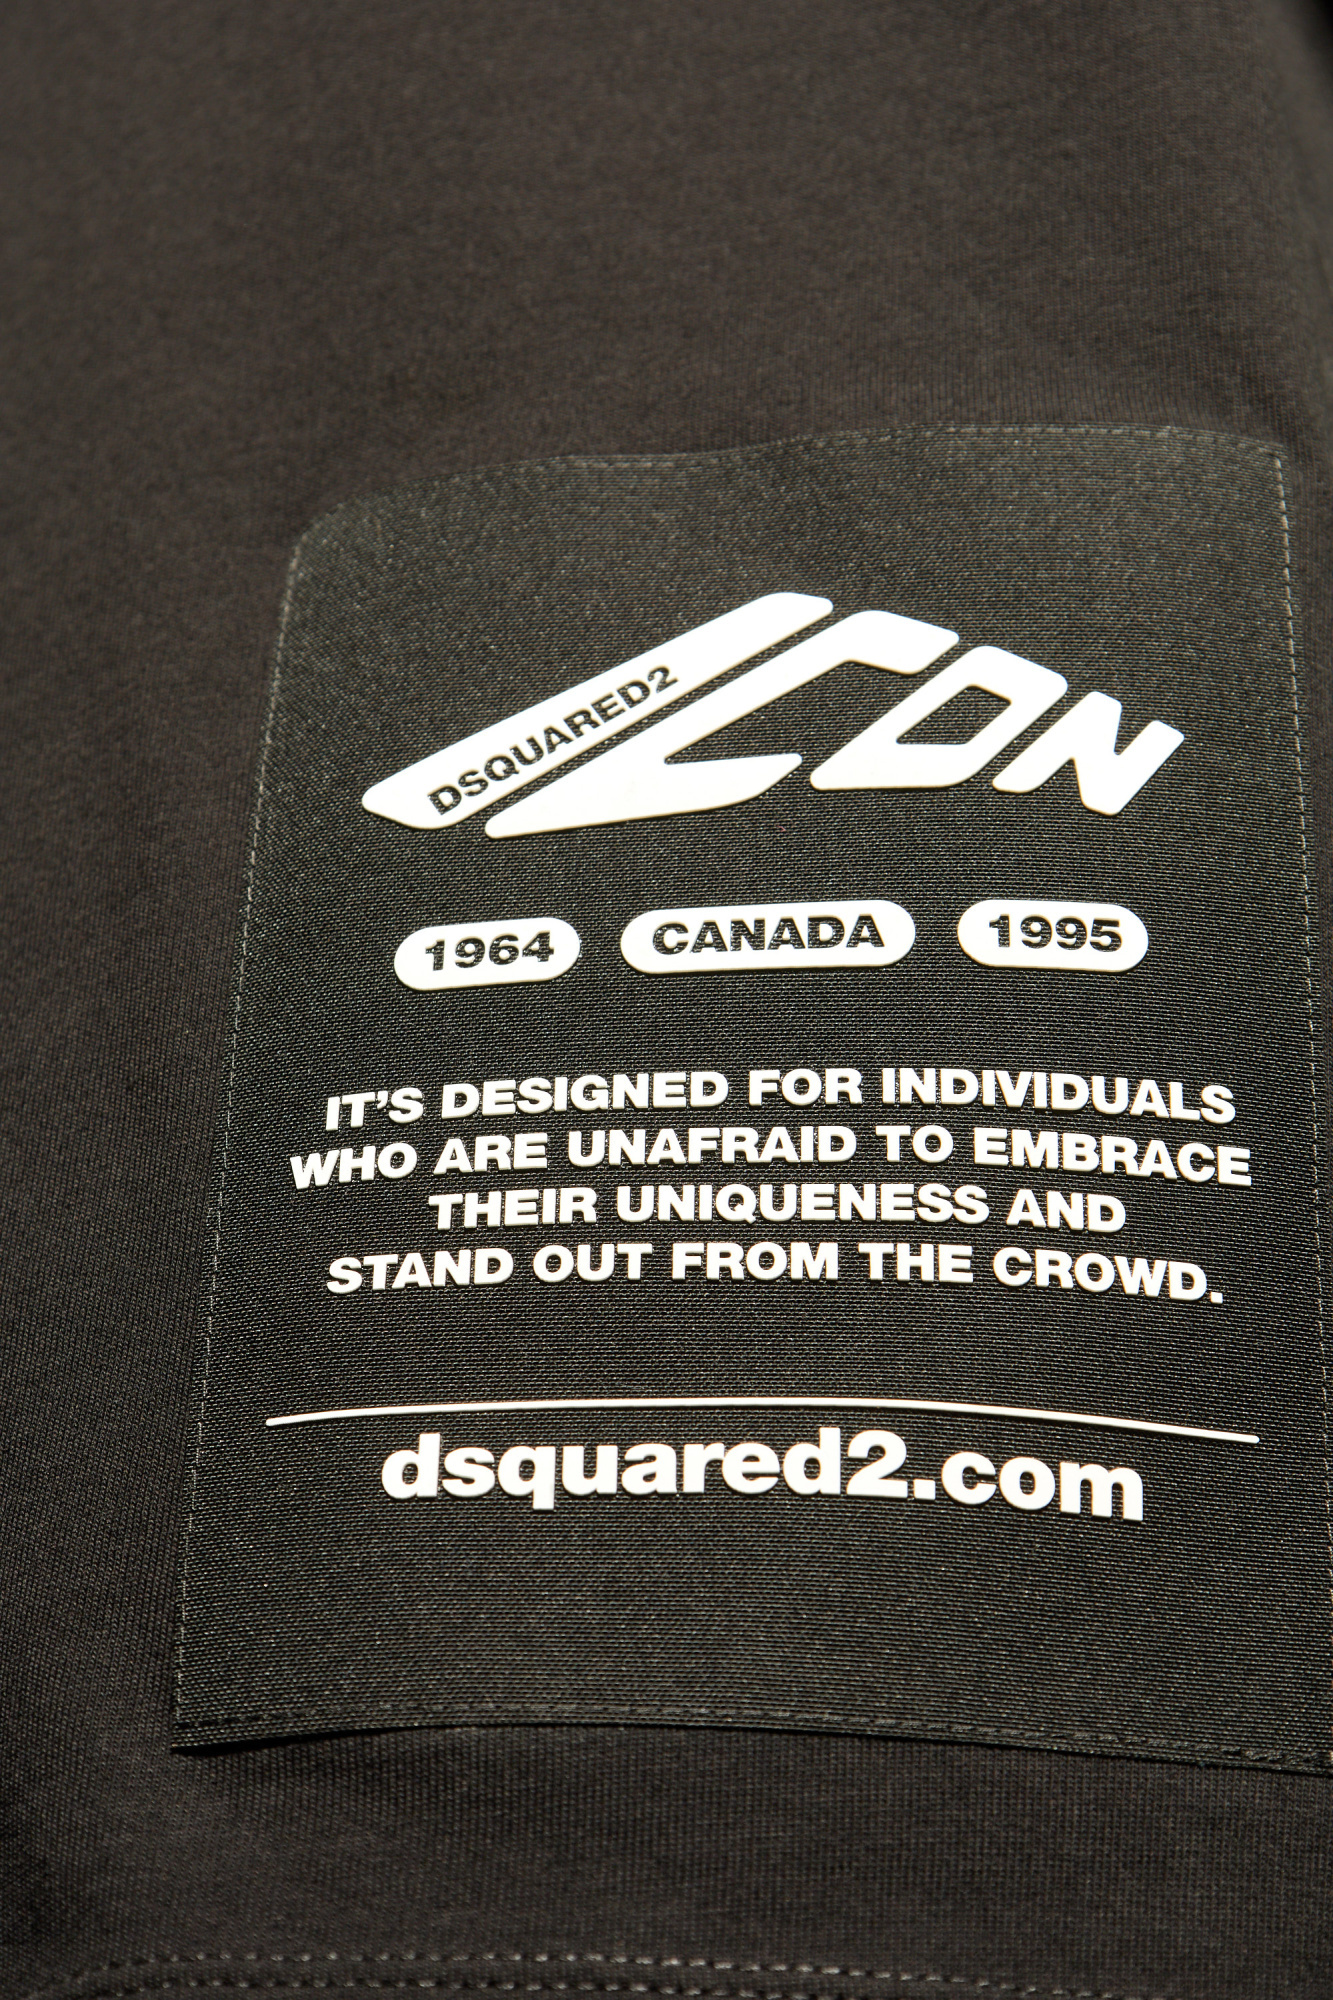 DSQUARED2
ICON
1964 CANADA 1995
IT'S DESIGNED FOR INDIVIDUALS
WHO ARE UNAFRAID TO EMBRACE
THEIR UNIQUENESS AND
STAND OUT FROM THE CROWD.
dsquared2.com